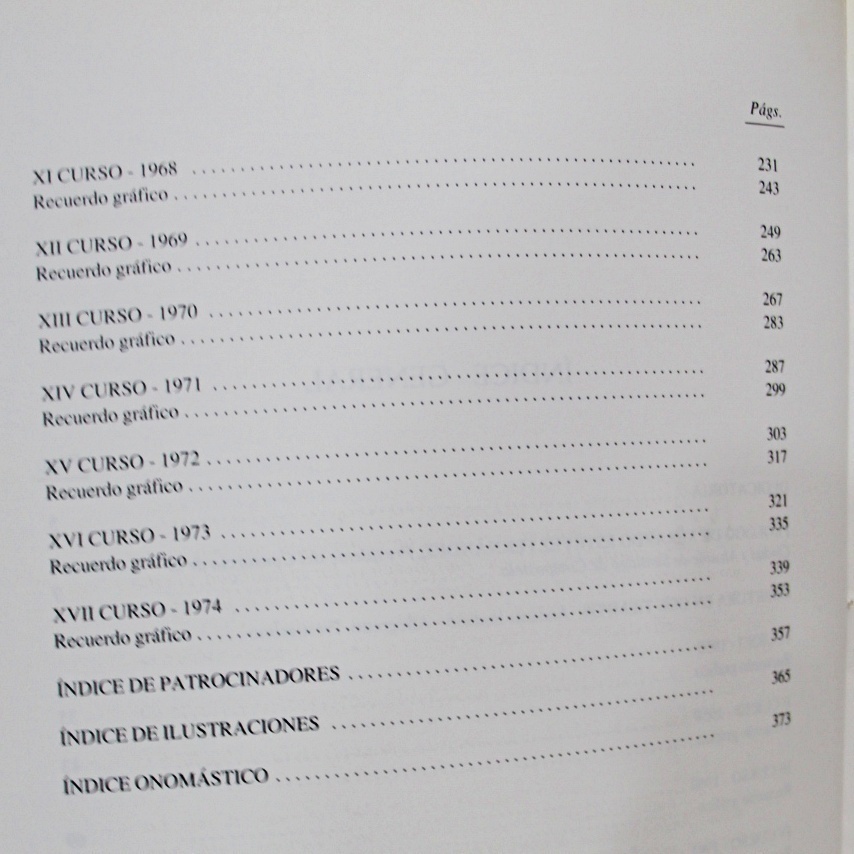 Págs.
XI CURSO - 1968 ........ 231
Recuerdo gráfico ........ 243
XII CURSO - 1969 ........ 249
Recuerdo gráfico ........ 263
XIII CURSO - 1970 ........ 267
Recuerdo gráfico ........ 283
XIV CURSO - 1971 ........ 287
Recuerdo gráfico ........ 299
XV CURSO - 1972 ........ 303
Recuerdo gráfico ........ 317
XVI CURSO - 1973 ........ 321
Recuerdo gráfico ........ 335
XVII CURSO - 1974 ........ 339
Recuerdo gráfico ........ 353
ÍNDICE DE PATROCINADORES ........ 357
ÍNDICE DE ILUSTRACIONES ........ 365
ÍNDICE ONOMÁSTICO ........ 373